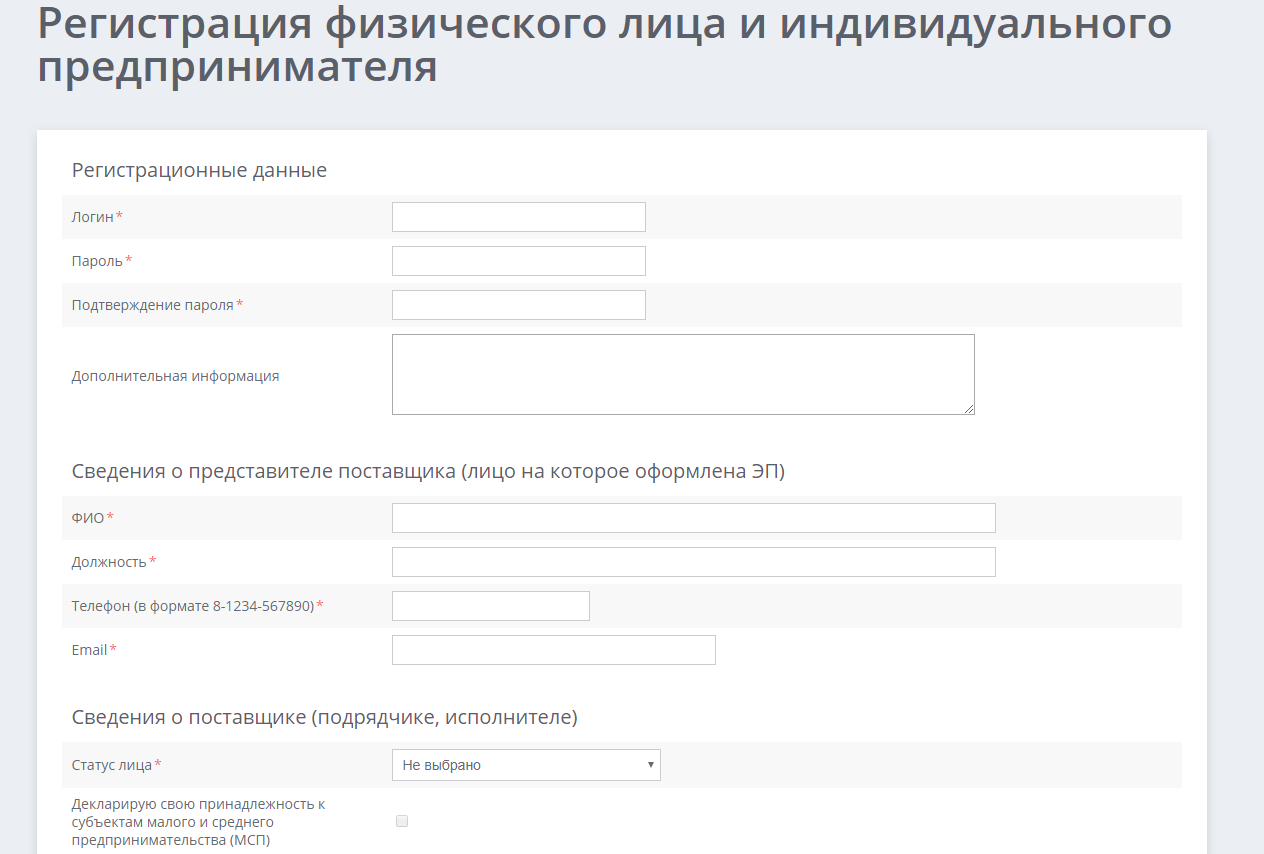 Регистрация физического лица и индивидуального
предпринимателя
Регистрационные данные
Логин *
Пароль *
Подтверждение пароля *
Дополнительная информация
Сведения о представителе поставщика (лицо на которое оформлена ЭП)
ФИО *
Должность *
Телефон (в формате 8-1234-567890) *
Email *
Сведения о поставщике (подрядчике, исполнителе)
Статус лица * Не выбрано
Декларирую свою принадлежность к
субъектам малого и среднего
предпринимательства (МСП)